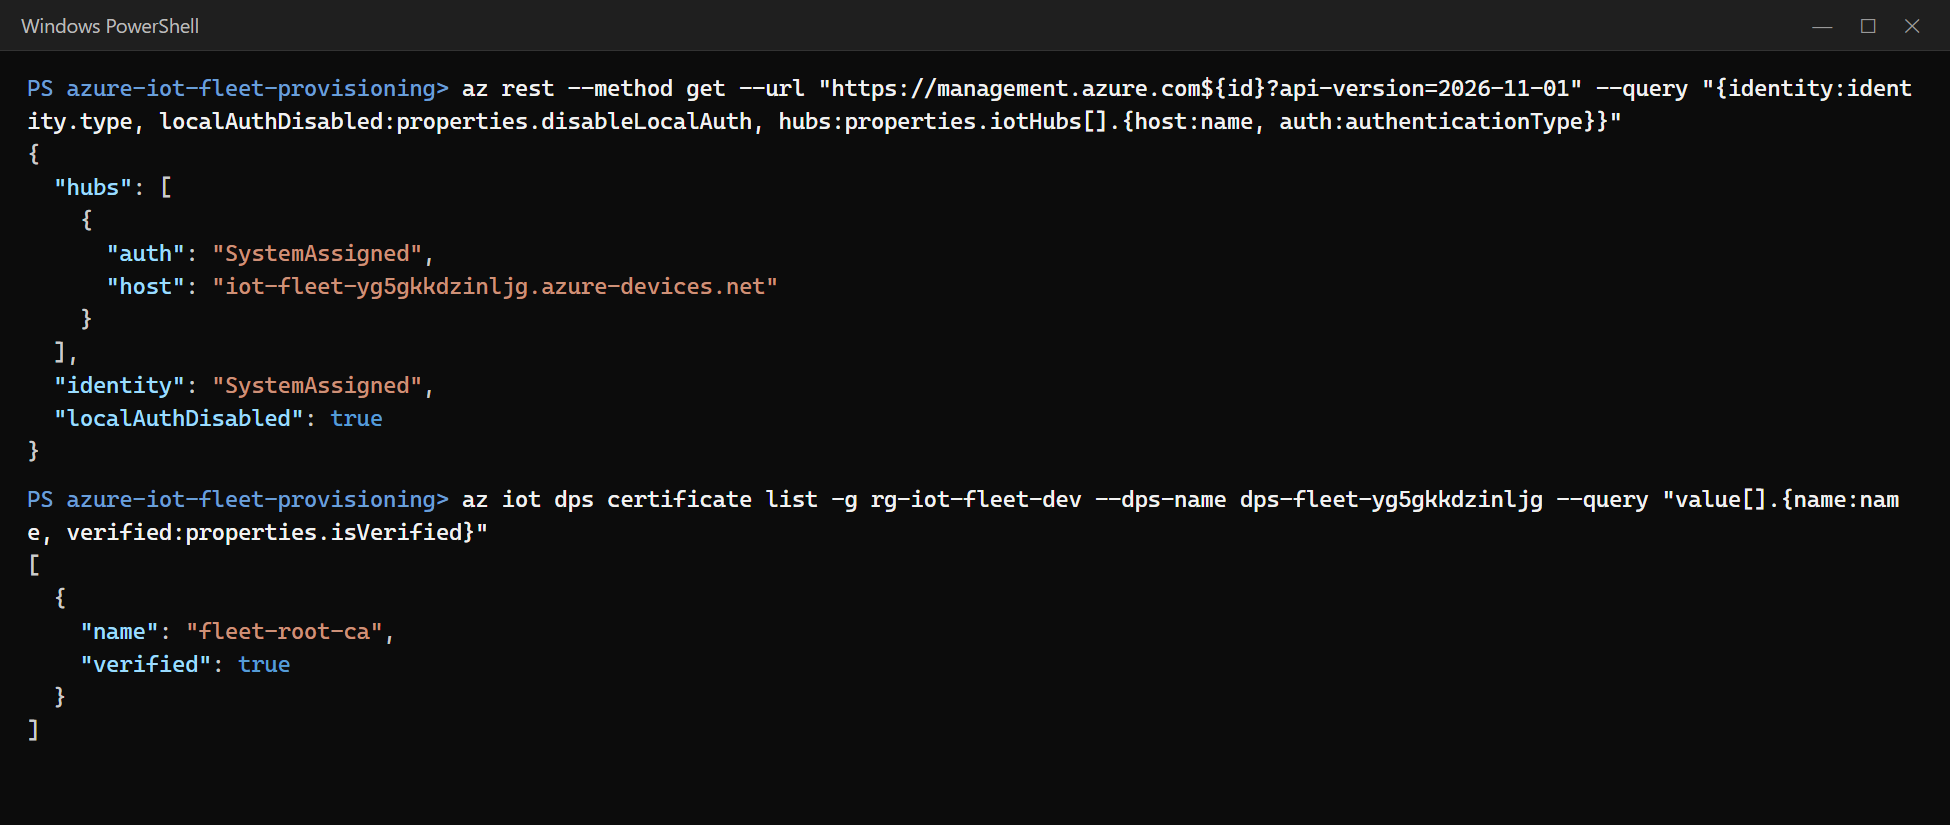 Windows PowerShell
PS azure-iot-fleet-provisioning> az rest --method get --url "https://management.azure.com${id}?api-version=2026-11-01" --query "{identity:ident
ity.type, localAuthDisabled:properties.disableLocalAuth, hubs:properties.iotHubs[].{host:name, auth:authenticationType}}"
{
  "hubs": [
    {
      "auth": "SystemAssigned",
      "host": "iot-fleet-yg5gkkdzinljg.azure-devices.net"
    }
  ],
  "identity": "SystemAssigned",
  "localAuthDisabled": true
}
PS azure-iot-fleet-provisioning> az iot dps certificate list -g rg-iot-fleet-dev --dps-name dps-fleet-yg5gkkdzinljg --query "value[].{name:nam
e, verified:properties.isVerified}"
[
  {
    "name": "fleet-root-ca",
    "verified": true
  }
]